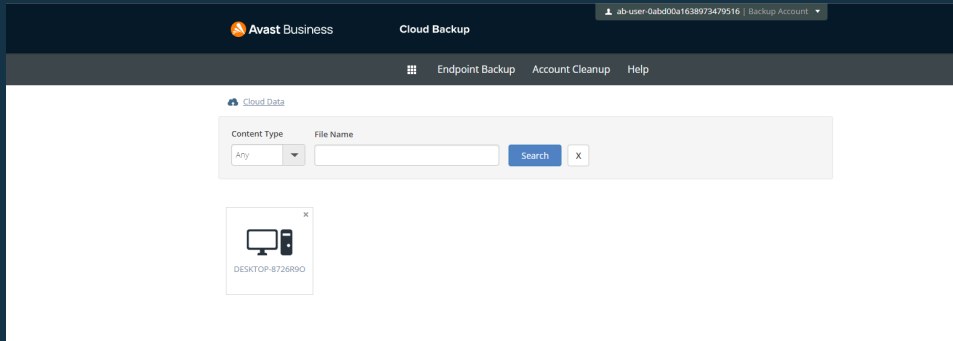 ab-user-0abd00a1638973479516 | Backup Account
Avast Business
Cloud Backup
Endpoint Backup Account Cleanup Help
Cloud Data
Content Type File Name
Any Search X
×
DESKTOP-8726R9O